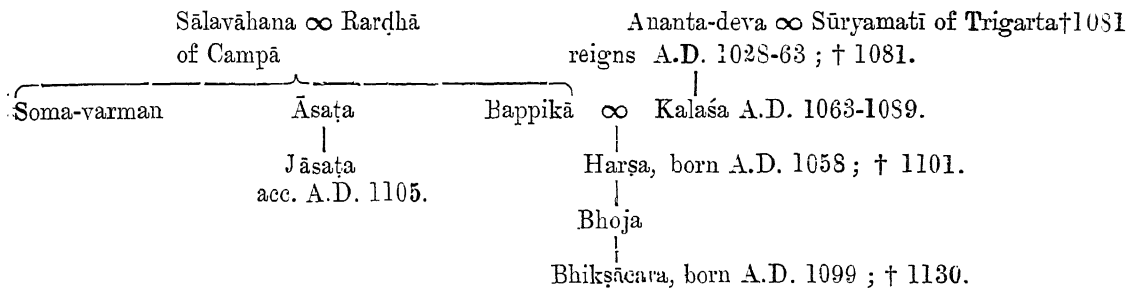 Sālavāhana ∞ Rarḍhā Ananta-deva ∞ Sūryamatī of Trigarta†1081
of Campā reigns A.D. 1028-63 ; † 1081.
Soma-varman Āsaṭa Bappikā ∞ Kalaśa A.D. 1063-1089.
Jāsaṭa Harṣa, born A.D. 1058 ; † 1101.
acc. A.D. 1105.
Bhoja
Bhikṣācara, born A.D. 1099 ; † 1130.